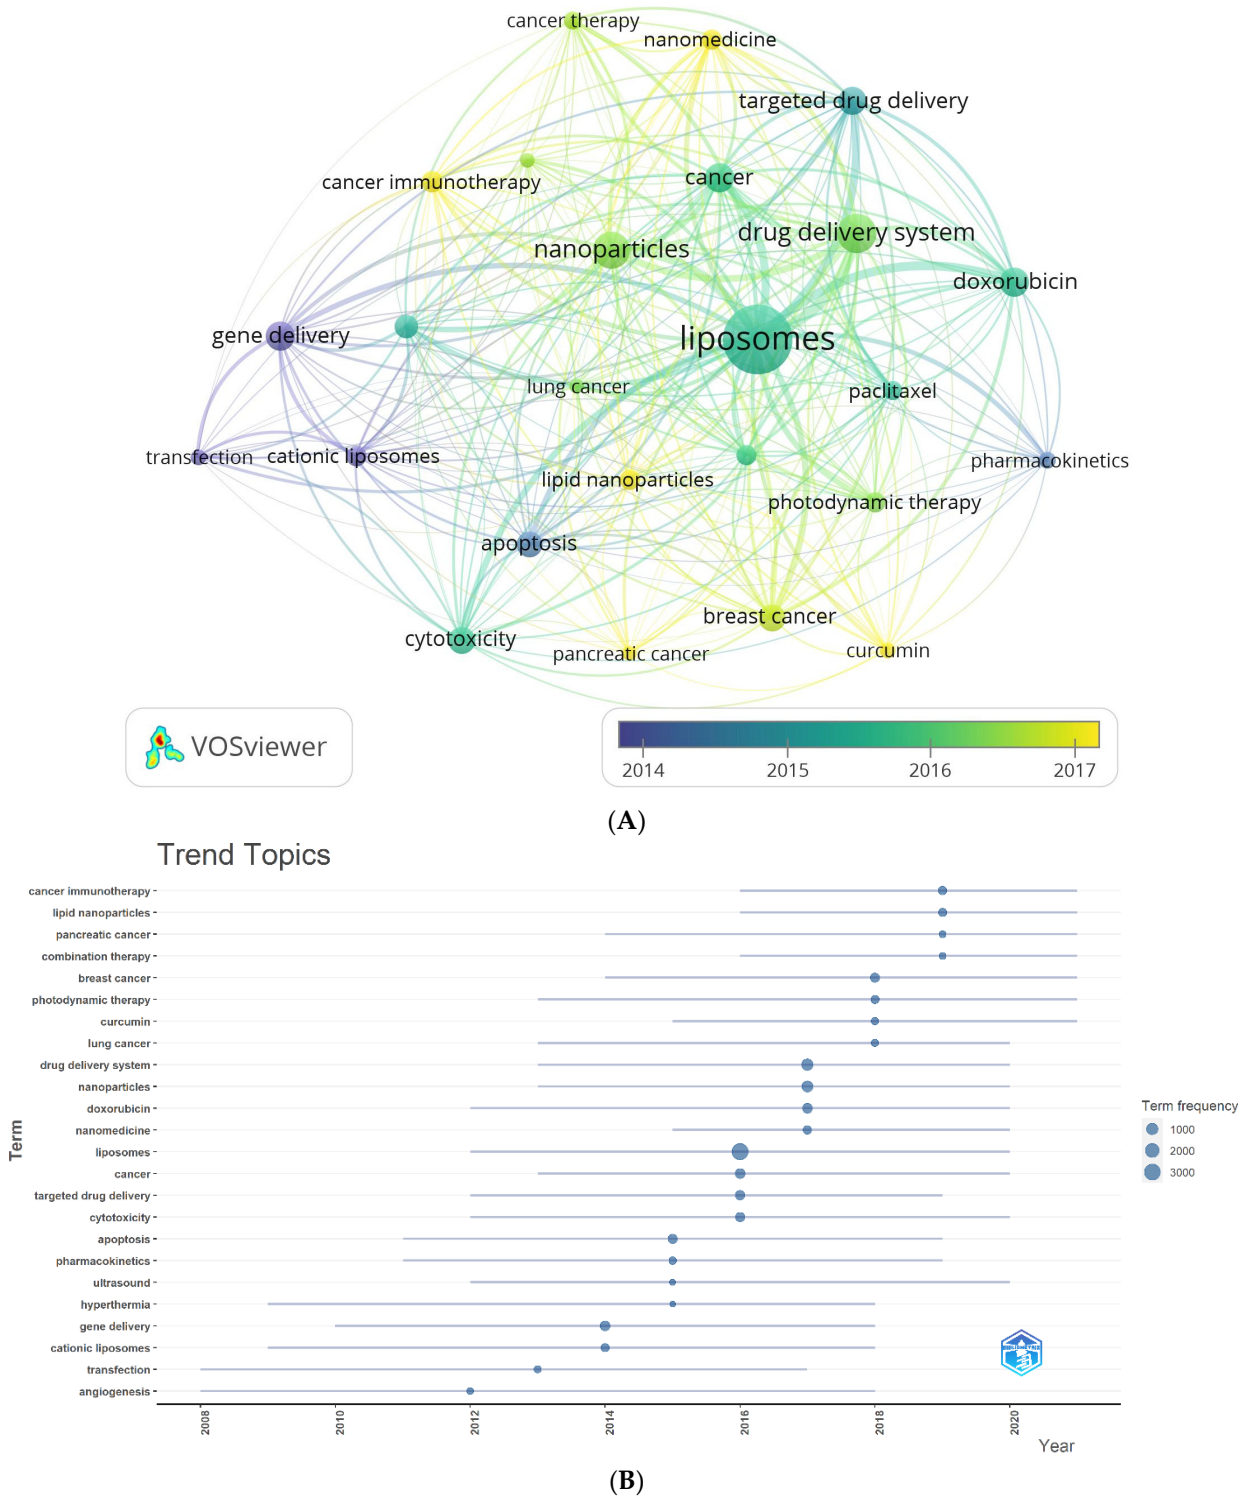 cancer therapy
nanomedicine
targeted drug delivery
cancer
cancer immunotherapy
drug delivery system
nanoparticles
doxorubicin
gene delivery
liposomes
lung cancer
paclitaxel
transfection
cationic liposomes
pharmacokinetics
lipid nanoparticles
photodynamic therapy
apoptosis
breast cancer
cytotoxicity
pancreatic cancer
curcumin
VOSviewer
2014 2015 2016 2017
(A)
Trend Topics
cancer immunotherapy
lipid nanoparticles
pancreatic cancer
combination therapy
breast cancer
photodynamic therapy
curcumin
lung cancer
drug delivery system
nanoparticles
doxorubicin
nanomedicine
liposomes
cancer
targeted drug delivery
cytotoxicity
apoptosis
pharmacokinetics
ultrasound
hyperthermia
gene delivery
cationic liposomes
transfection
angiogenesis
Term
Term frequency
1000
2000
3000
BIBLIOMETRIX
2008 2010 2012 2014 2016 2018 2020
Year
(B)